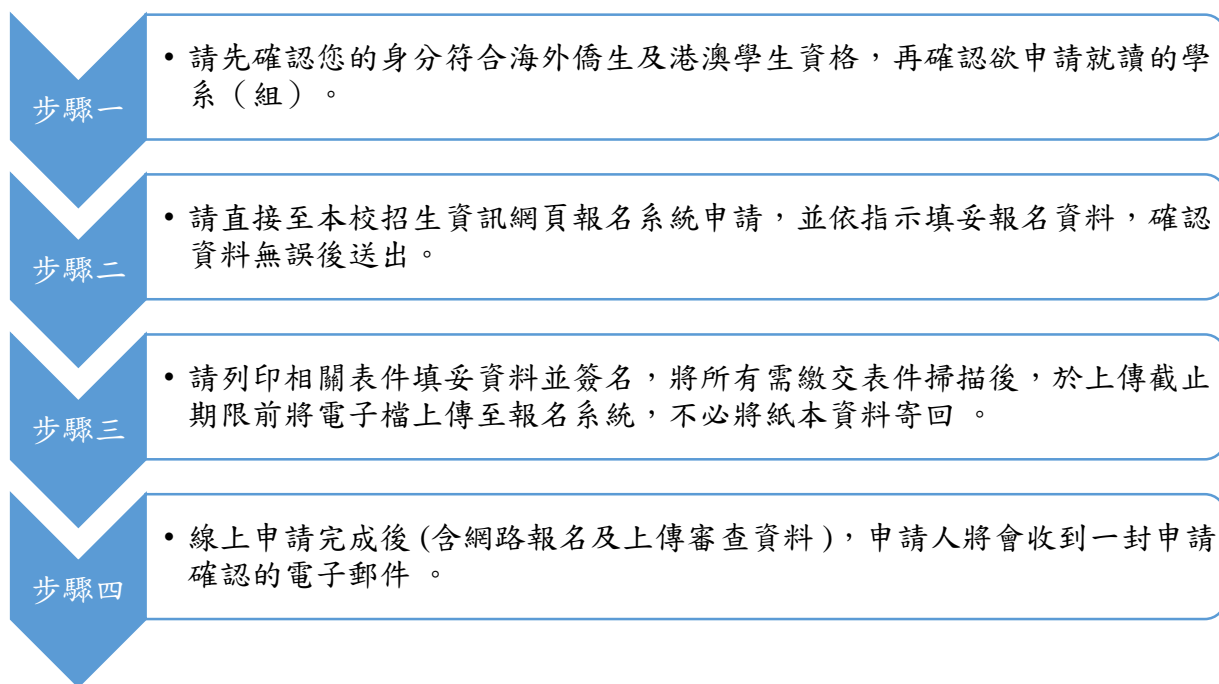 步驟一
• 請先確認您的身分符合海外僑生及港澳學生資格，再確認欲申請就讀的學
系（組）。
步驟二
• 請直接至本校招生資訊網頁報名系統申請，並依指示填妥報名資料，確認
資料無誤後送出。
步驟三
• 請列印相關表件填妥資料並簽名，將所有需繳交表件掃描後，於上傳截止
期限前將電子檔上傳至報名系統，不必將紙本資料寄回 。
步驟四
• 線上申請完成後 (含網路報名及上傳審查資料 )，申請人將會收到一封申請
確認的電子郵件 。